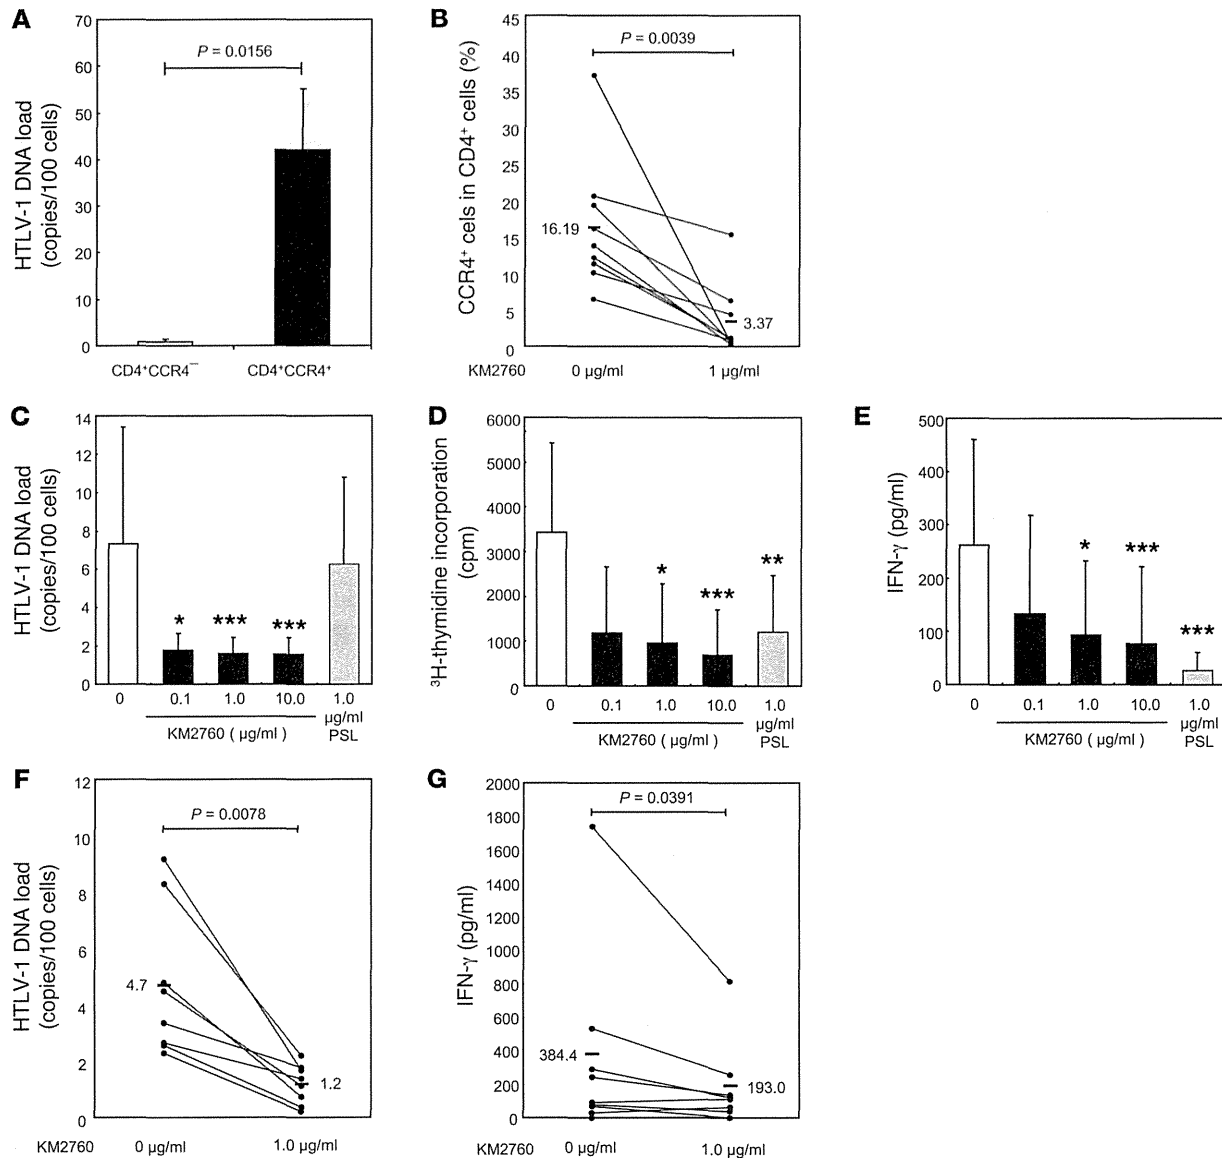 A
HTLV-1 DNA load
(copies/100 cells)
70
60
50
40
30
20
10
0
P = 0.0156
CD4⁺CCR4⁻
CD4⁺CCR4⁺
B
CCR4⁺ cels in CD4⁺ cells (%)
45
40
35
30
25
20
15
10
5
0
P = 0.0039
16.19
3.37
KM2760
0 µg/ml
1 µg/ml
C
HTLV-1 DNA load
(copies/100 cells)
14
12
10
8
6
4
2
0
*
***
***
0
0.1
1.0
10.0
1.0
KM2760 ( µg/ml )
µg/ml
PSL
D
³H-thymidine incorporation
(cpm)
6000
5000
4000
3000
2000
1000
0
*
***
**
0
0.1
1.0
10.0
1.0
KM2760 ( µg/ml )
µg/ml
PSL
E
IFN-γ (pg/ml)
500
400
300
200
100
0
*
***
***
0
0.1
1.0
10.0
1.0
KM2760 ( µg/ml )
µg/ml
PSL
F
HTLV-1 DNA load
(copies/100 cells)
12
10
8
6
4
2
0
P = 0.0078
4.7
1.2
KM2760
0 µg/ml
1.0 µg/ml
G
IFN-γ (pg/ml)
2000
1800
1600
1400
1200
1000
800
600
400
200
0
P = 0.0391
384.4
193.0
KM2760
0 µg/ml
1.0 µg/ml